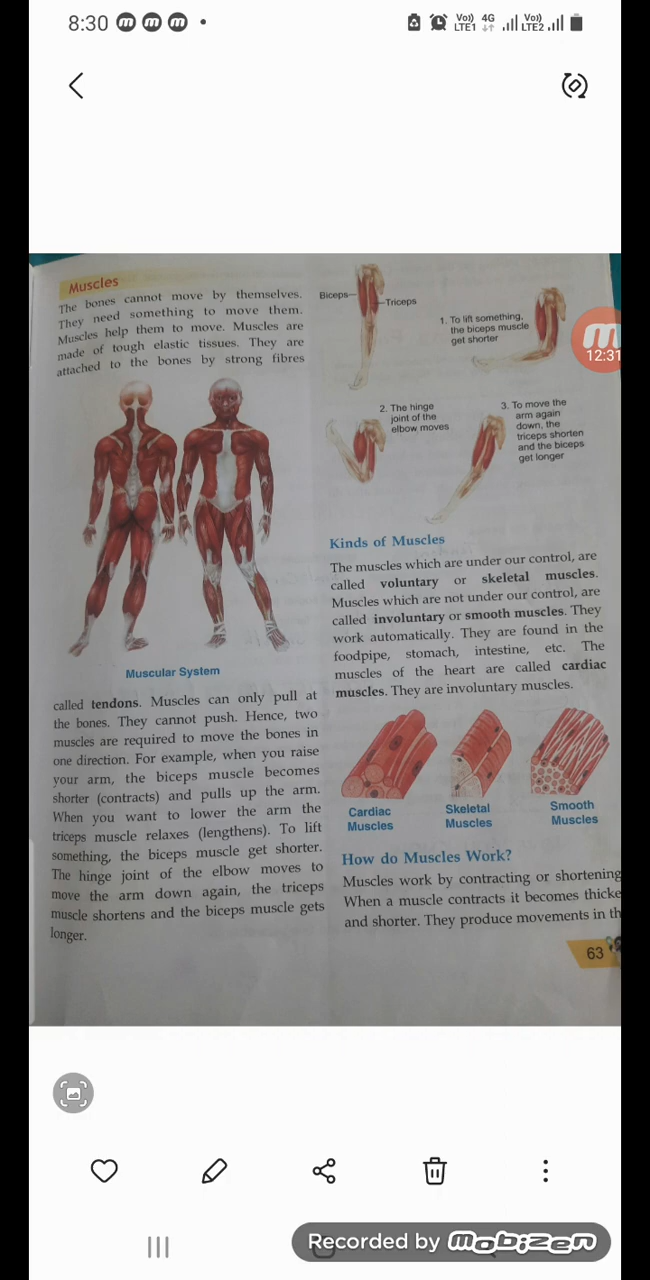 8:30
Vo)) 4G Vo))
LTE1 LTE2
Muscles
The bones cannot move by themselves.
They need something to move them.
Muscles help them to move. Muscles are
made of tough elastic tissues. They are
attached to the bones by strong fibres
Muscular System
called tendons. Muscles can only pull at
the bones. They cannot push. Hence, two
muscles are required to move the bones in
one direction. For example, when you raise
your arm, the biceps muscle becomes
shorter (contracts) and pulls up the arm.
When you want to lower the arm the
triceps muscle relaxes (lengthens). To lift
something, the biceps muscle get shorter.
The hinge joint of the elbow moves to
move the arm down again, the triceps
muscle shortens and the biceps muscle gets
longer.
Biceps
Triceps
1. To lift something,
the biceps muscle
get shorter
12:31
2. The hinge
joint of the
elbow moves
3. To move the
arm again
down, the
triceps shorten
and the biceps
get longer
Kinds of Muscles
The muscles which are under our control, are
called voluntary or skeletal muscles.
Muscles which are not under our control, are
called involuntary or smooth muscles. They
work automatically. They are found in the
foodpipe, stomach, intestine, etc. The
muscles of the heart are called cardiac
muscles. They are involuntary muscles.
Cardiac
Muscles
Skeletal
Muscles
Smooth
Muscles
How do Muscles Work?
Muscles work by contracting or shortening
When a muscle contracts it becomes thicke
and shorter. They produce movements in th
63
Recorded by mobizen